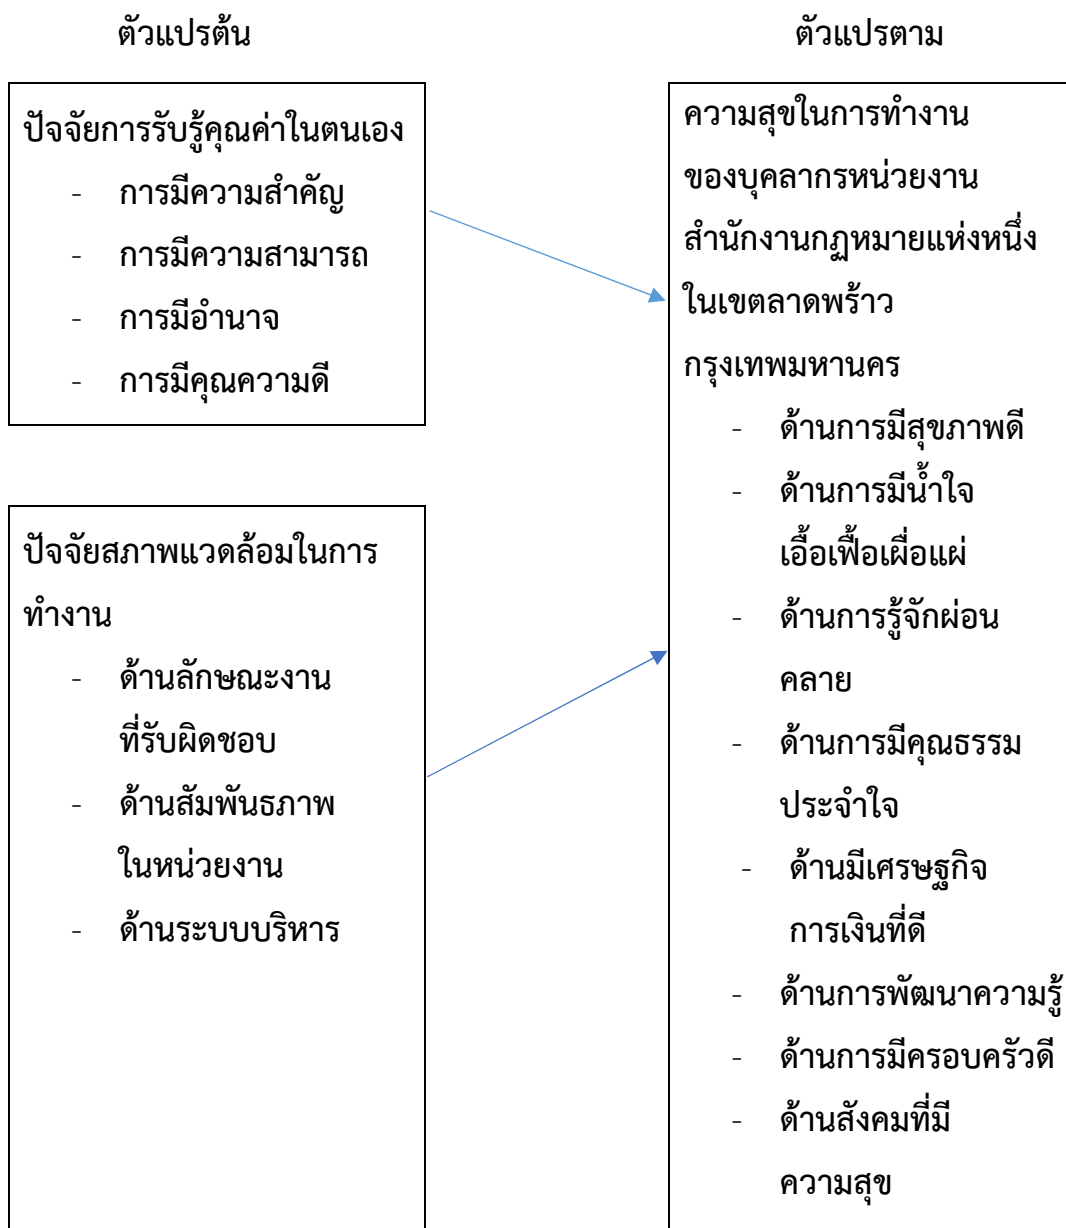 ตัวแปรต้น
ตัวแปรตาม
ปัจจัยการรับรู้คุณค่าในตนเอง
- การมีความสำคัญ
- การมีความสามารถ
- การมีอำนาจ
- การมีคุณความดี
ปัจจัยสภาพแวดล้อมในการ
ทำงาน
- ด้านลักษณะงาน
ที่รับผิดชอบ
- ด้านสัมพันธภาพ
ในหน่วยงาน
- ด้านระบบบริหาร
ความสุขในการทำงาน
ของบุคลากรหน่วยงาน
สำนักงานกฎหมายแห่งหนึ่ง
ในเขตลาดพร้าว
กรุงเทพมหานคร
- ด้านการมีสุขภาพดี
- ด้านการมีน้ำใจ
เอื้อเฟื้อเผื่อแผ่
- ด้านการรู้จักผ่อน
คลาย
- ด้านการมีคุณธรรม
ประจำใจ
- ด้านมีเศรษฐกิจ
การเงินที่ดี
- ด้านการพัฒนาความรู้
- ด้านการมีครอบครัวดี
- ด้านสังคมที่มี
ความสุข